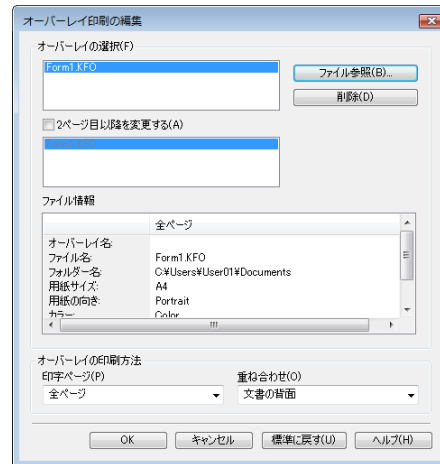 オーバーレイ印刷の編集
オーバーレイの選択(F)
Form1.KFO
ファイル参照(B)...
削除(D)
2ページ目以降を変更する(A)
Form1.KFO
ファイル情報
全ページ
オーバーレイ名:
ファイル名: Form1.KFO
フォルダー名: C:¥Users¥User01¥Documents
用紙サイズ: A4
用紙の向き: Portrait
カラー: Color
オーバーレイの印刷方法
印字ページ(P) 重ね合わせ(O)
全ページ 文書の背面
OK キャンセル 標準に戻す(U) ヘルプ(H)